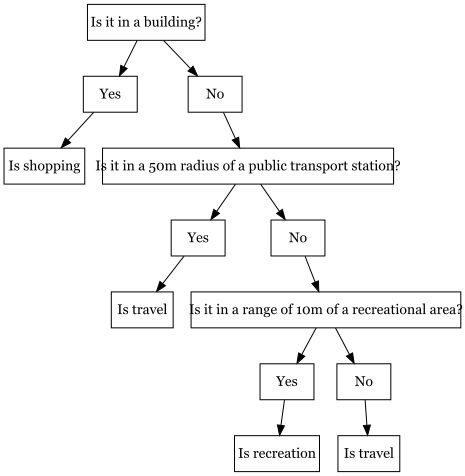 Is it in a building?
Yes
No
Is shopping
Is it in a 50m radius of a public transport station?
Yes
No
Is travel
Is it in a range of 10m of a recreational area?
Yes
No
Is recreation
Is travel